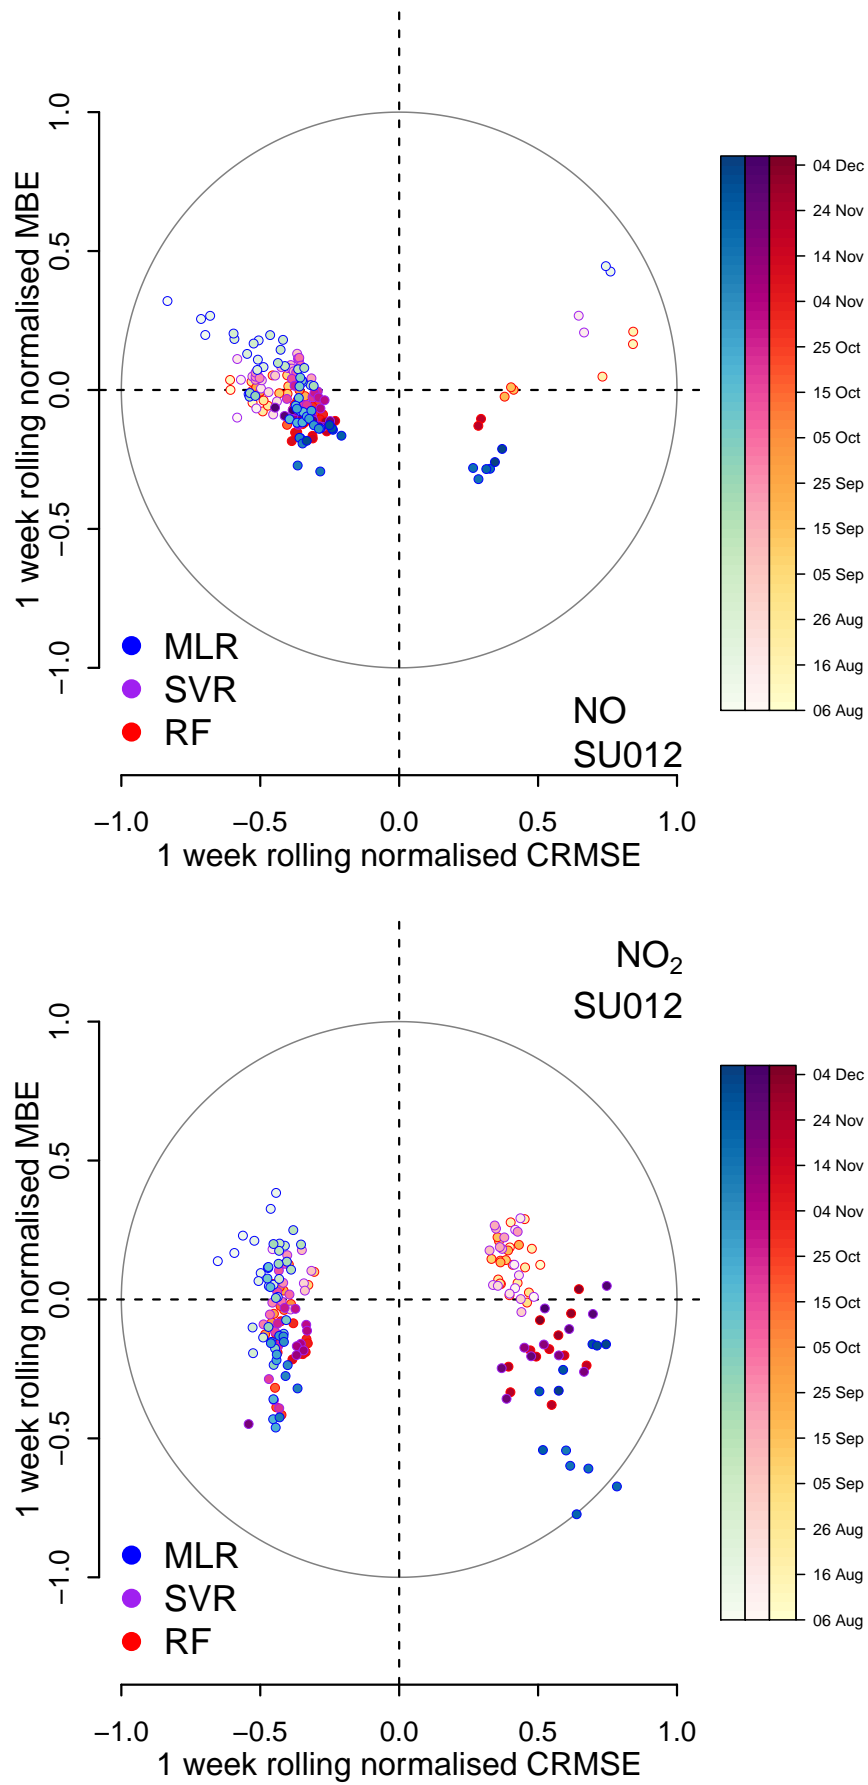 1.0
0.5
0.0
−0.5
−1.0
1 week rolling normalised MBE
MLR
SVR
RF
NO
SU012
−1.0 −0.5 0.0 0.5 1.0
1 week rolling normalised CRMSE
04 Dec
24 Nov
14 Nov
04 Nov
25 Oct
15 Oct
05 Oct
25 Sep
15 Sep
05 Sep
26 Aug
16 Aug
06 Aug
NO₂
SU012
1.0
0.5
0.0
−0.5
−1.0
1 week rolling normalised MBE
MLR
SVR
RF
−1.0 −0.5 0.0 0.5 1.0
1 week rolling normalised CRMSE
04 Dec
24 Nov
14 Nov
04 Nov
25 Oct
15 Oct
05 Oct
25 Sep
15 Sep
05 Sep
26 Aug
16 Aug
06 Aug